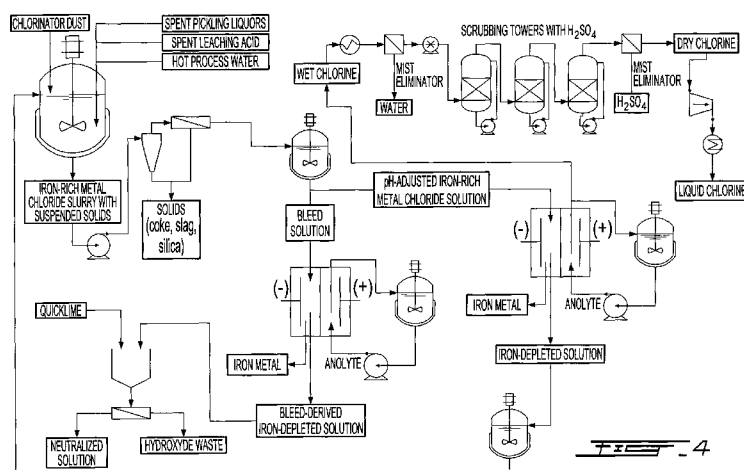 CHLORINATOR DUST
SPENT PICKLING LIQUORS
SPENT LEACHING ACID
HOT PROCESS WATER
SCRUBBING TOWERS WITH H₂SO₄
WET CHLORINE
MIST
ELIMINATOR
WATER
DRY CHLORINE
MIST
ELIMINATOR
H₂SO₄
LIQUID CHLORINE
IRON-RICH METAL
CHLORIDE SLURRY WITH
SUSPENDED SOLIDS
SOLIDS
(coke, slag,
silica)
pH-ADJUSTED IRON-RICH
METAL CHLORIDE SOLUTION
BLEED
SOLUTION
(-)
(+)
IRON METAL
ANOLYTE
(-)
(+)
IRON METAL
ANOLYTE
QUICKLIME
IRON-DEPLETED SOLUTION
BLEED-DERIVED
IRON-DEPLETED SOLUTION
NEUTRALIZED
SOLUTION
HYDROXYDE WASTE
FIG. 4